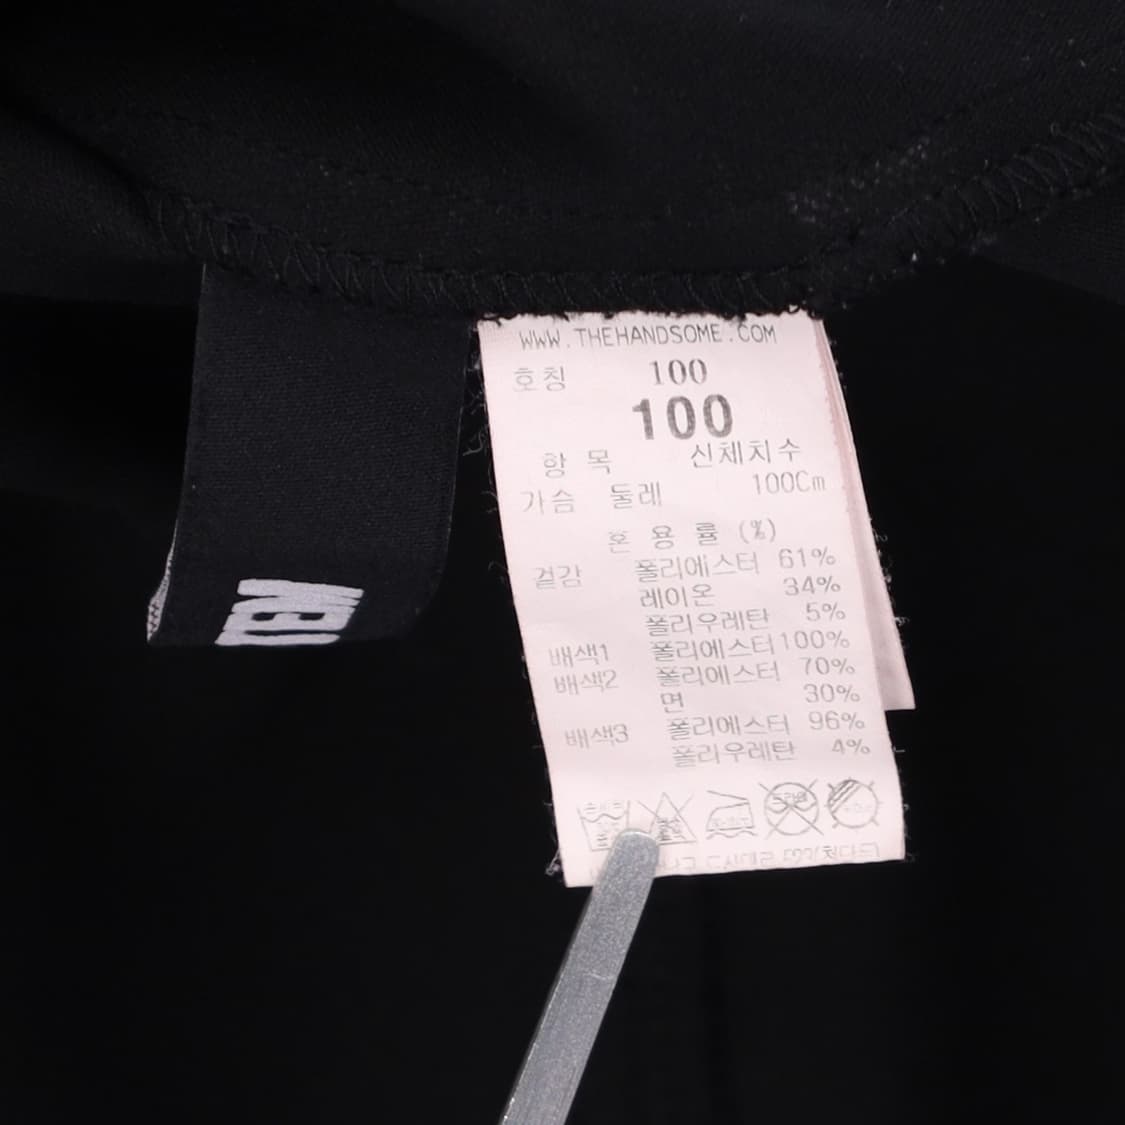 WWW.THEHANDSOME.COM
호칭 100
100
항 목 신체치수
가슴 둘레 100Cm
혼 용 률 (%)
겉감 폴리에스터 61%
레이온 34%
폴리우레탄 5%
배색1 폴리에스터 100%
배색2 폴리에스터 70%
면 30%
배색3 폴리에스터 96%
폴리우레탄 4%
드라이